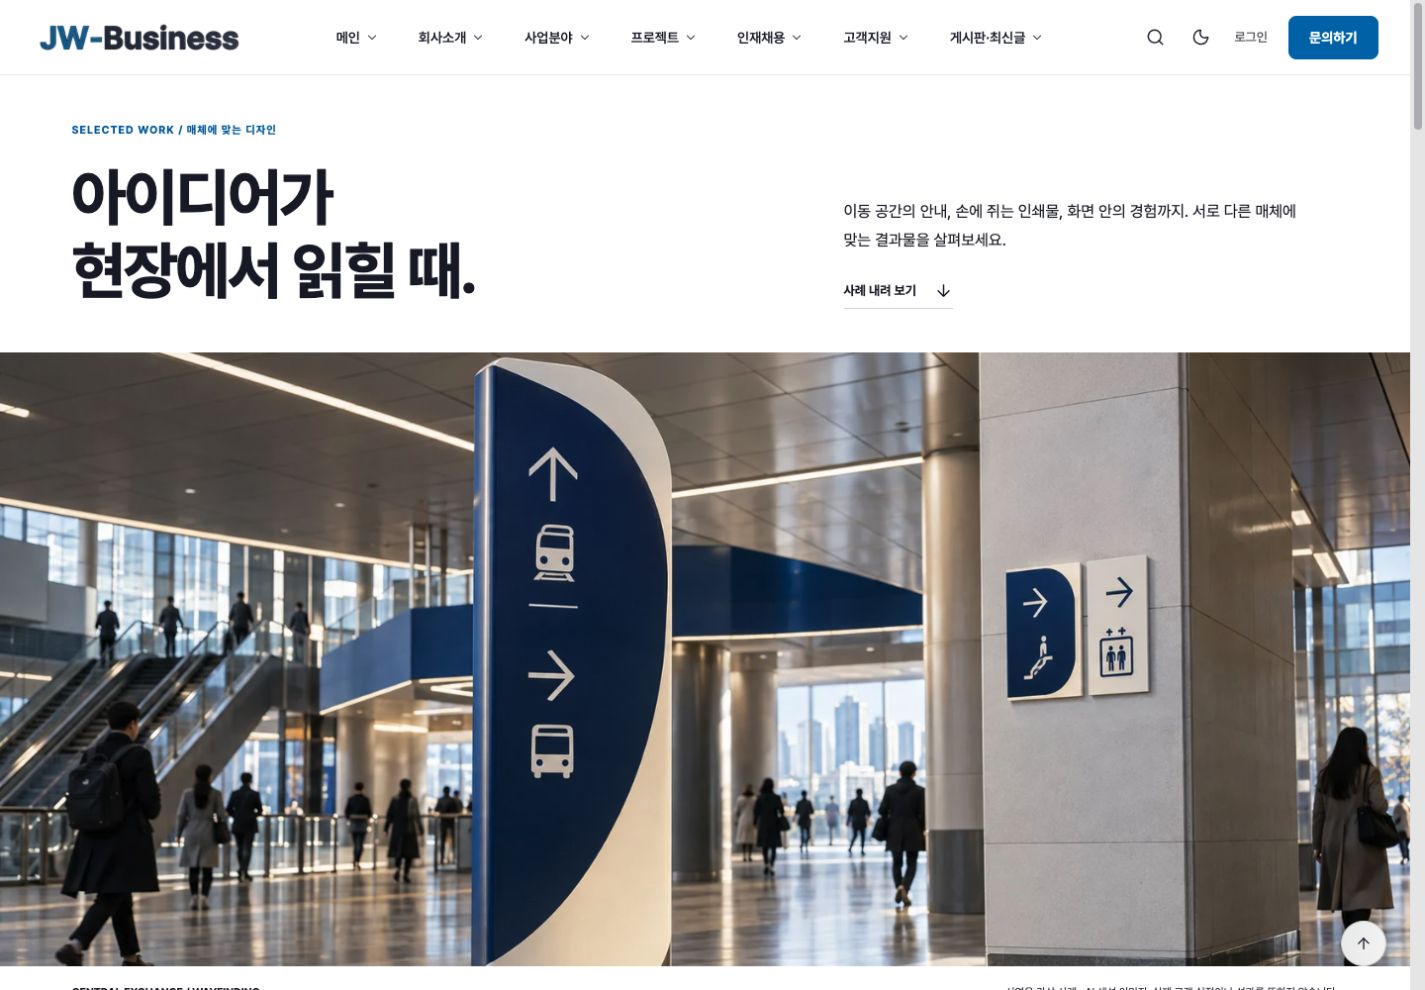 JW-Business
메인
회사소개
사업분야
프로젝트
인재채용
고객지원
게시판·최신글
로그인
문의하기
SELECTED WORK / 매체에 맞는 디자인
아이디어가
현장에서 읽힐 때.
이동 공간의 안내, 손에 쥐는 인쇄물, 화면 안의 경험까지. 서로 다른 매체에
맞는 결과물을 살펴보세요.
사례 내려 보기
CENTRAL EXCHANGE / WAYFINDING